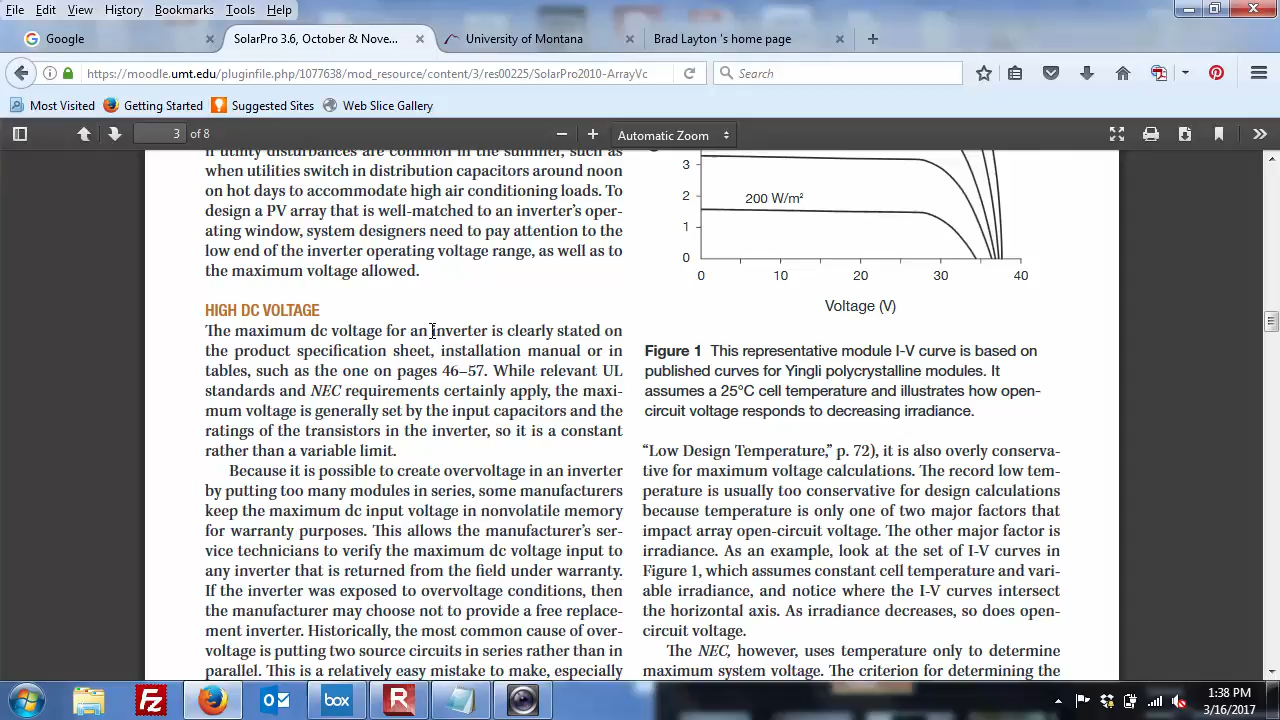 File Edit View History Bookmarks Tools Help
Google SolarPro 3.6, October & Nove... University of Montana Brad Layton 's home page
https://moodle.umt.edu/pluginfile.php/1077638/mod_resource/content/3/res00225/SolarPro2010-ArrayVc Search
Most Visited Getting Started Suggested Sites Web Slice Gallery
3 of 8 Automatic Zoom
if utility disturbances are common in the summer, such as
when utilities switch in distribution capacitors around noon
on hot days to accommodate high air conditioning loads. To
design a PV array that is well-matched to an inverter's oper-
ating window, system designers need to pay attention to the
low end of the inverter operating voltage range, as well as to
the maximum voltage allowed.
HIGH DC VOLTAGE
The maximum dc voltage for an inverter is clearly stated on
the product specification sheet, installation manual or in
tables, such as the one on pages 46–57. While relevant UL
standards and NEC requirements certainly apply, the maxi-
mum voltage is generally set by the input capacitors and the
ratings of the transistors in the inverter, so it is a constant
rather than a variable limit.
Because it is possible to create overvoltage in an inverter
by putting too many modules in series, some manufacturers
keep the maximum dc input voltage in nonvolatile memory
for warranty purposes. This allows the manufacturer's ser-
vice technicians to verify the maximum dc voltage input to
any inverter that is returned from the field under warranty.
If the inverter was exposed to overvoltage conditions, then
the manufacturer may choose not to provide a free replace-
ment inverter. Historically, the most common cause of over-
voltage is putting two source circuits in series rather than in
parallel. This is a relatively easy mistake to make, especially
3
2
200 W/m²
1
0
0 10 20 30 40
Voltage (V)
Figure 1 This representative module I-V curve is based on
published curves for Yingli polycrystalline modules. It
assumes a 25°C cell temperature and illustrates how open-
circuit voltage responds to decreasing irradiance.
"Low Design Temperature," p. 72), it is also overly conserva-
tive for maximum voltage calculations. The record low tem-
perature is usually too conservative for design calculations
because temperature is only one of two major factors that
impact array open-circuit voltage. The other major factor is
irradiance. As an example, look at the set of I-V curves in
Figure 1, which assumes constant cell temperature and vari-
able irradiance, and notice where the I-V curves intersect
the horizontal axis. As irradiance decreases, so does open-
circuit voltage.
The NEC, however, uses temperature only to determine
maximum system voltage. The criterion for determining the
box
1:38 PM
3/16/2017